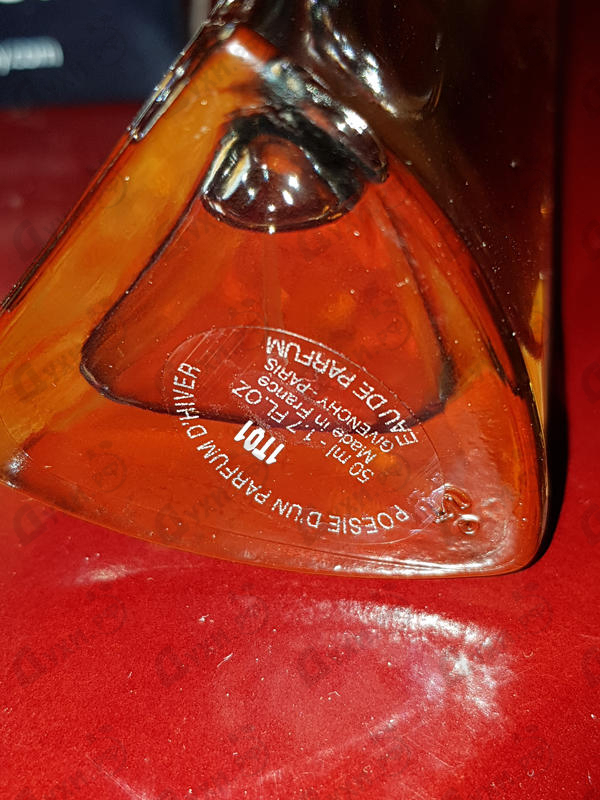 y.com
POESIE D'UN PARFUM D'HIVER
EAU DE PARFUM
GIVENCHY -PARIS
Made in France
50 ml - 1.7 FL. OZ
1T01